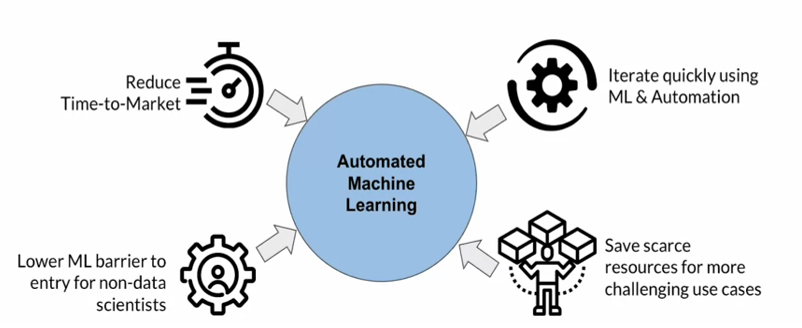 Reduce
Time-to-Market
Iterate quickly using
ML & Automation
Automated
Machine
Learning
Lower ML barrier to
entry for non-data
scientists
Save scarce
resources for more
challenging use cases